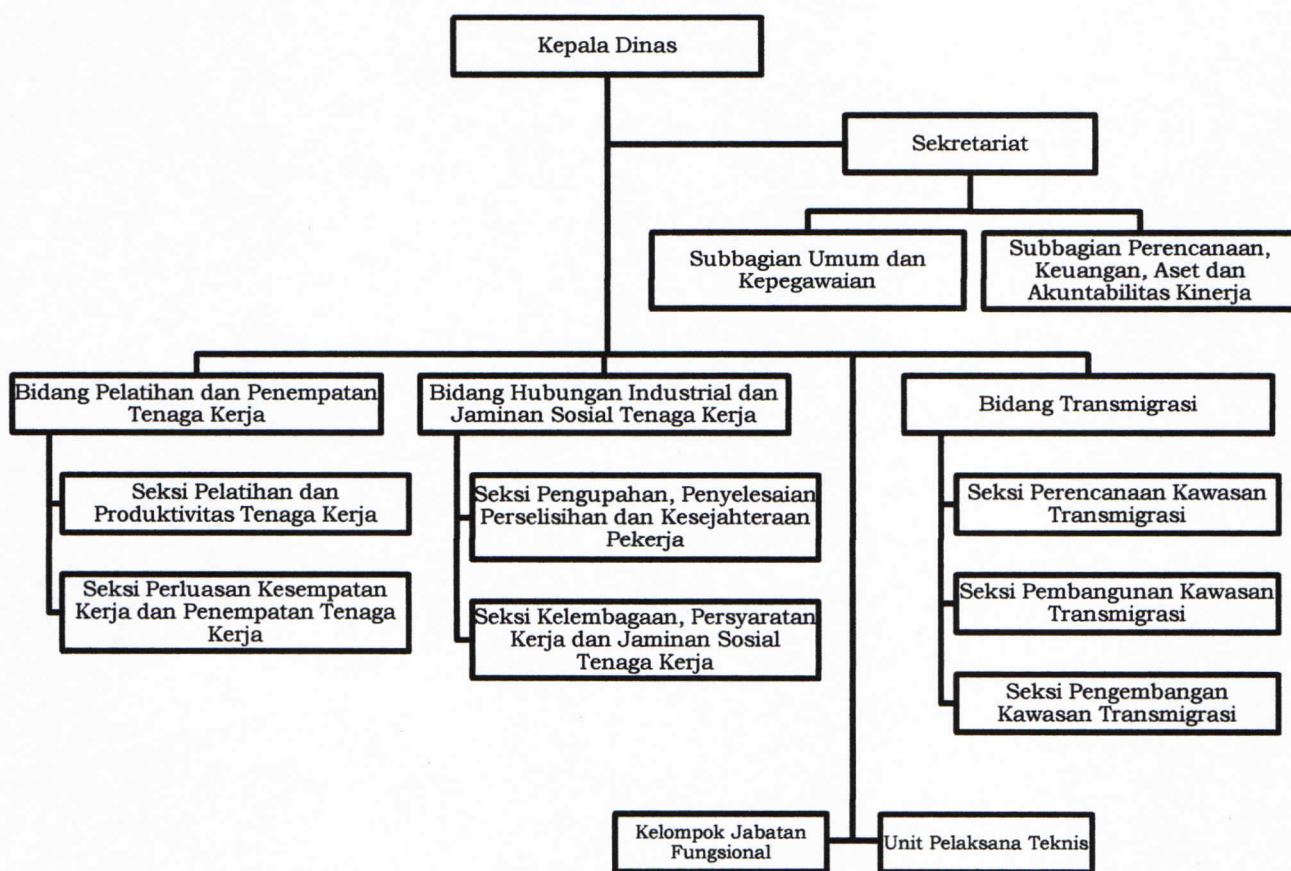 Kepala Dinas
Sekretariat
Subbagian Umum dan
Kepegawaian
Subbagian Perencanaan,
Keuangan, Aset dan
Akuntabilitas Kinerja
Bidang Pelatihan dan Penempatan
Tenaga Kerja
Seksi Pelatihan dan
Produktivitas Tenaga Kerja
Seksi Perluasan Kesempatan
Kerja dan Penempatan Tenaga
Kerja
Bidang Hubungan Industrial dan
Jaminan Sosial Tenaga Kerja
Seksi Pengupahan, Penyelesaian
Perselisihan dan Kesejahteraan
Pekerja
Seksi Kelembagaan, Persyaratan
Kerja dan Jaminan Sosial
Tenaga Kerja
Bidang Transmigrasi
Seksi Perencanaan Kawasan
Transmigrasi
Seksi Pembangunan Kawasan
Transmigrasi
Seksi Pengembangan
Kawasan Transmigrasi
Kelompok Jabatan
Fungsional
Unit Pelaksana Teknis